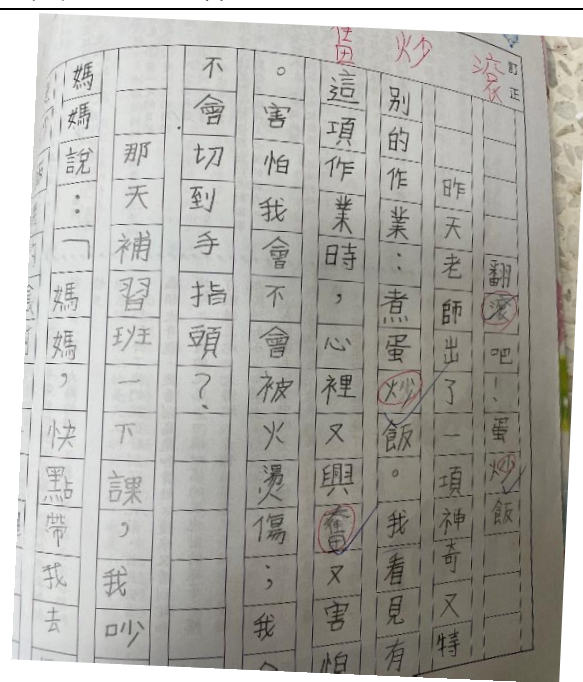 訂正
滾
炒
奮
翻滾吧！蛋炒飯
昨天老師出了一項神奇又特
別的作業：煮蛋炒飯。我看見有
這項作業時，心裡又興奮又害怕
。害怕我會不會被火燙傷；我
不會切到手指頭？
那天補習班一下課，我吵
媽媽說：「媽媽，快點帶我去